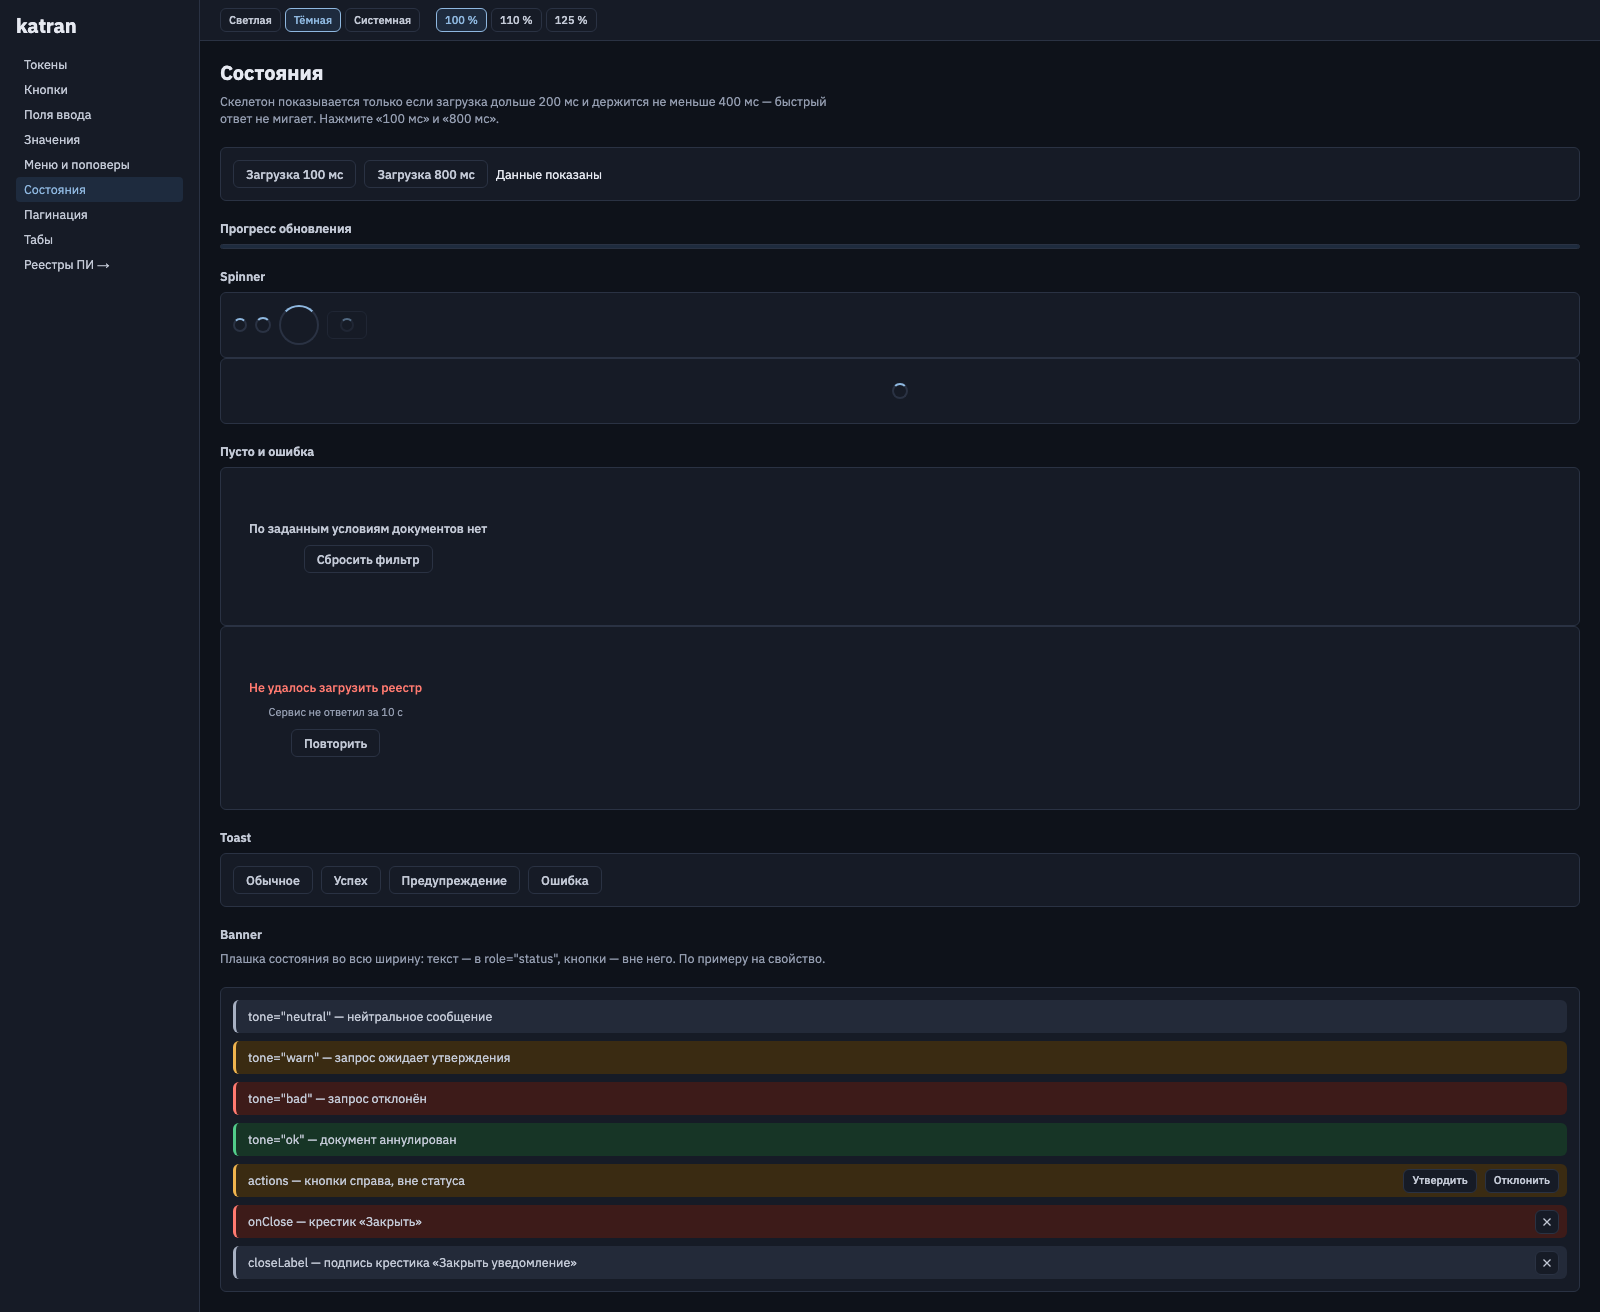 katran
Токены
Кнопки
Поля ввода
Значения
Меню и поповеры
Состояния
Пагинация
Табы
Реестры ПИ →
Светлая Тёмная Системная 100 % 110 % 125 %
Состояния
Скелетон показывается только если загрузка дольше 200 мс и держится не меньше 400 мс — быстрый
ответ не мигает. Нажмите «100 мс» и «800 мс».
Загрузка 100 мс Загрузка 800 мс Данные показаны
Прогресс обновления
Spinner
Пусто и ошибка
По заданным условиям документов нет
Сбросить фильтр
Не удалось загрузить реестр
Сервис не ответил за 10 с
Повторить
Toast
Обычное Успех Предупреждение Ошибка
Banner
Плашка состояния во всю ширину: текст — в role="status", кнопки — вне него. По примеру на свойство.
tone="neutral" — нейтральное сообщение
tone="warn" — запрос ожидает утверждения
tone="bad" — запрос отклонён
tone="ok" — документ аннулирован
actions — кнопки справа, вне статуса Утвердить Отклонить
onClose — крестик «Закрыть»
closeLabel — подпись крестика «Закрыть уведомление»